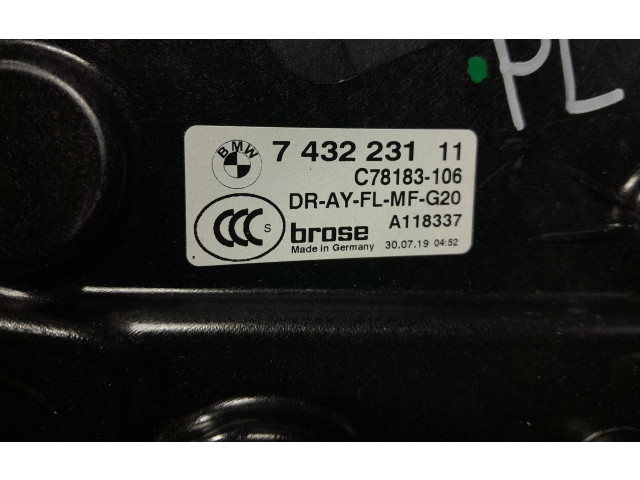 PL
BMW
7 432 231 11
C78183-106
DR-AY-FL-MF-G20
A118337
CCC S
brose
Made in Germany
30.07.19 04:52